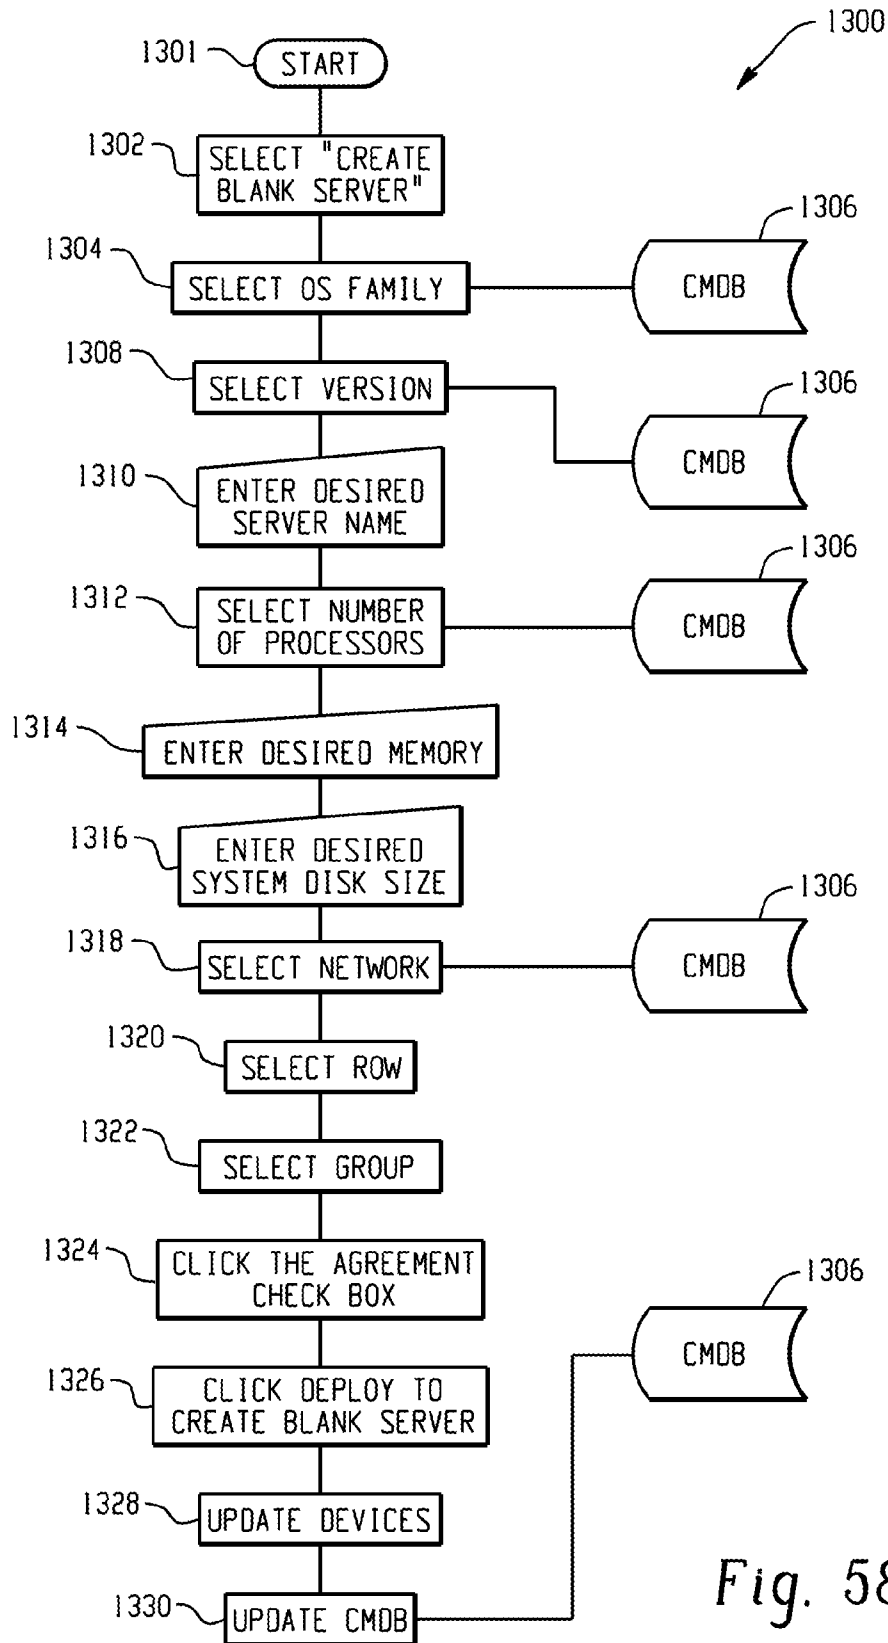 1300
1301
START
1302
SELECT "CREATE
BLANK SERVER"
1304
SELECT OS FAMILY
1306
CMDB
1308
SELECT VERSION
1306
CMDB
1310
ENTER DESIRED
SERVER NAME
1312
SELECT NUMBER
OF PROCESSORS
1306
CMDB
1314
ENTER DESIRED MEMORY
1316
ENTER DESIRED
SYSTEM DISK SIZE
1318
SELECT NETWORK
1306
CMDB
1320
SELECT ROW
1322
SELECT GROUP
1324
CLICK THE AGREEMENT
CHECK BOX
1306
CMDB
1326
CLICK DEPLOY TO
CREATE BLANK SERVER
1328
UPDATE DEVICES
1330
UPDATE CMDB
Fig. 58